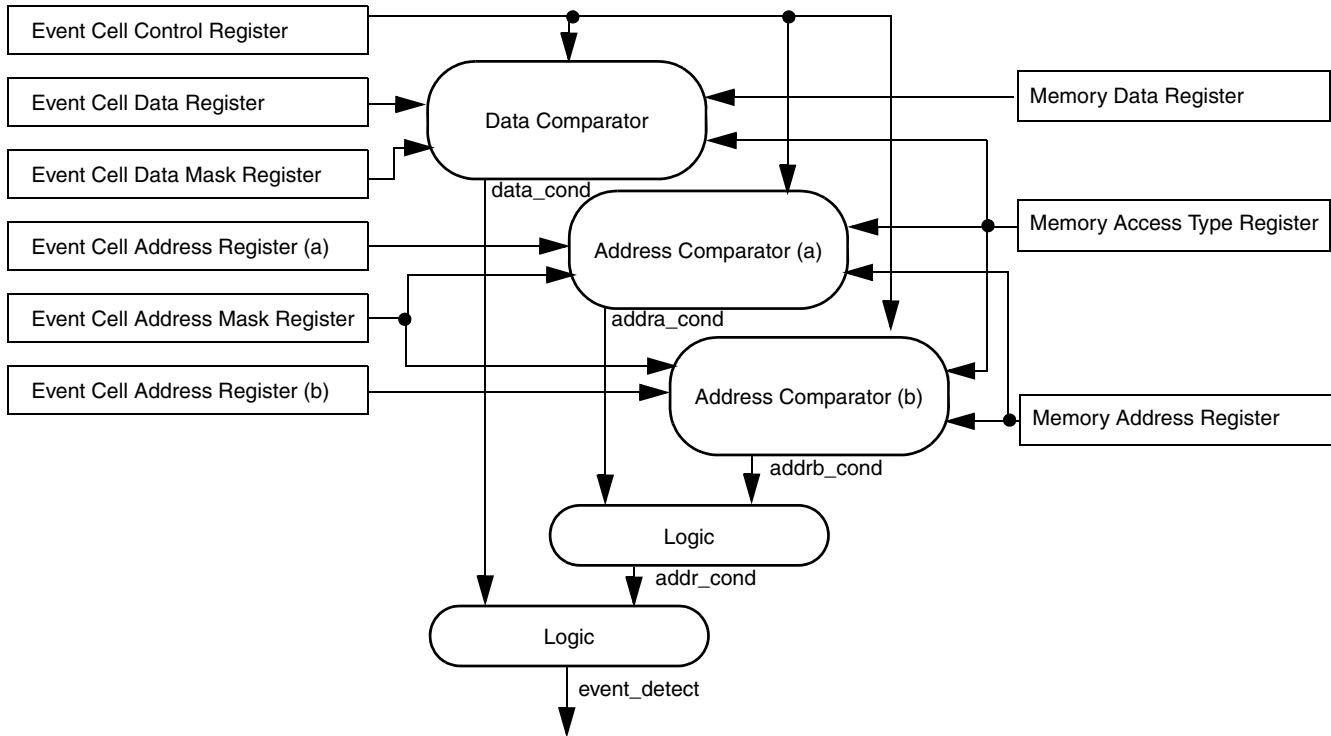 Event Cell Control Register
Event Cell Data Register
Memory Data Register
Data Comparator
Event Cell Data Mask Register
data_cond
Memory Access Type Register
Event Cell Address Register (a)
Address Comparator (a)
Event Cell Address Mask Register
addra_cond
Event Cell Address Register (b)
Address Comparator (b)
Memory Address Register
addrb_cond
Logic
addr_cond
Logic
event_detect